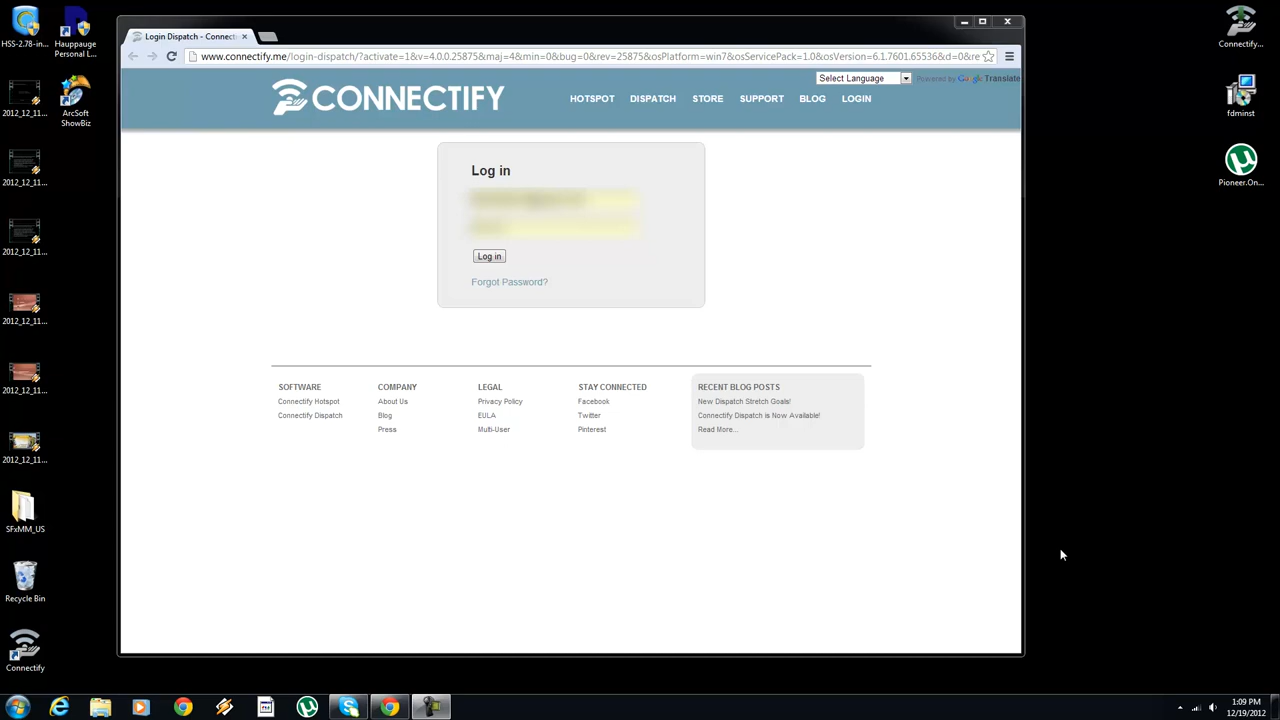 HSS-2.78-in...
Hauppauge
Personal L...
2012_12_11...
ArcSoft
ShowBiz
2012_12_11...
2012_12_11...
2012_12_11...
2012_12_11...
2012_12_11...
SFxMM_US
Recycle Bin
Connectify
Login Dispatch - Connecti
www.connectify.me/login-dispatch/?activate=1&v=4.0.0.25875&maj=4&min=0&bug=0&rev=25875&osPlatform=win7&osServicePack=1.0&osVersion=6.1.7601.65536&d=0&re
Select Language
Powered by Google Translate
CONNECTIFY
HOTSPOT DISPATCH STORE SUPPORT BLOG LOGIN
Log in
Log in
Forgot Password?
SOFTWARE
Connectify Hotspot
Connectify Dispatch
COMPANY
About Us
Blog
Press
LEGAL
Privacy Policy
EULA
Multi-User
STAY CONNECTED
Facebook
Twitter
Pinterest
RECENT BLOG POSTS
New Dispatch Stretch Goals!
Connectify Dispatch is Now Available!
Read More...
Connectify...
fdminst
Pioneer.On...
1:09 PM
12/19/2012